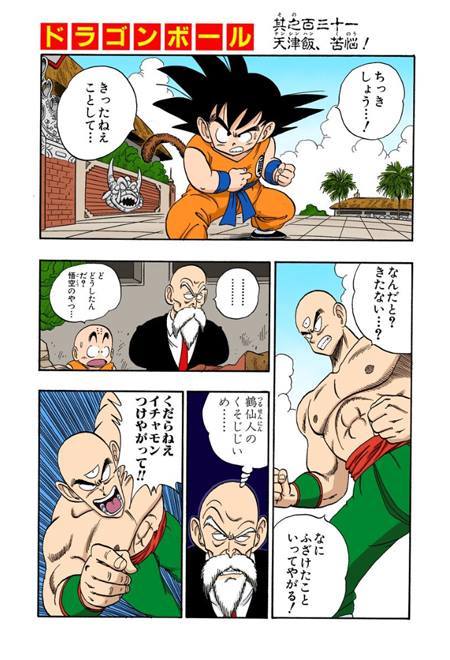 ドラゴンボール
其之百三十一
天津飯、苦悩！
ちっき
しょう…！
きったねえ
ことして…
なんだと？
きたない…？
なに
ふざけたこと
いってやがる！
………
ど
どうしたん
だ？
悟空のやつ…
鶴仙人の
くそじじい
め……
くだらねえ
イチャモン
つけやがって!!